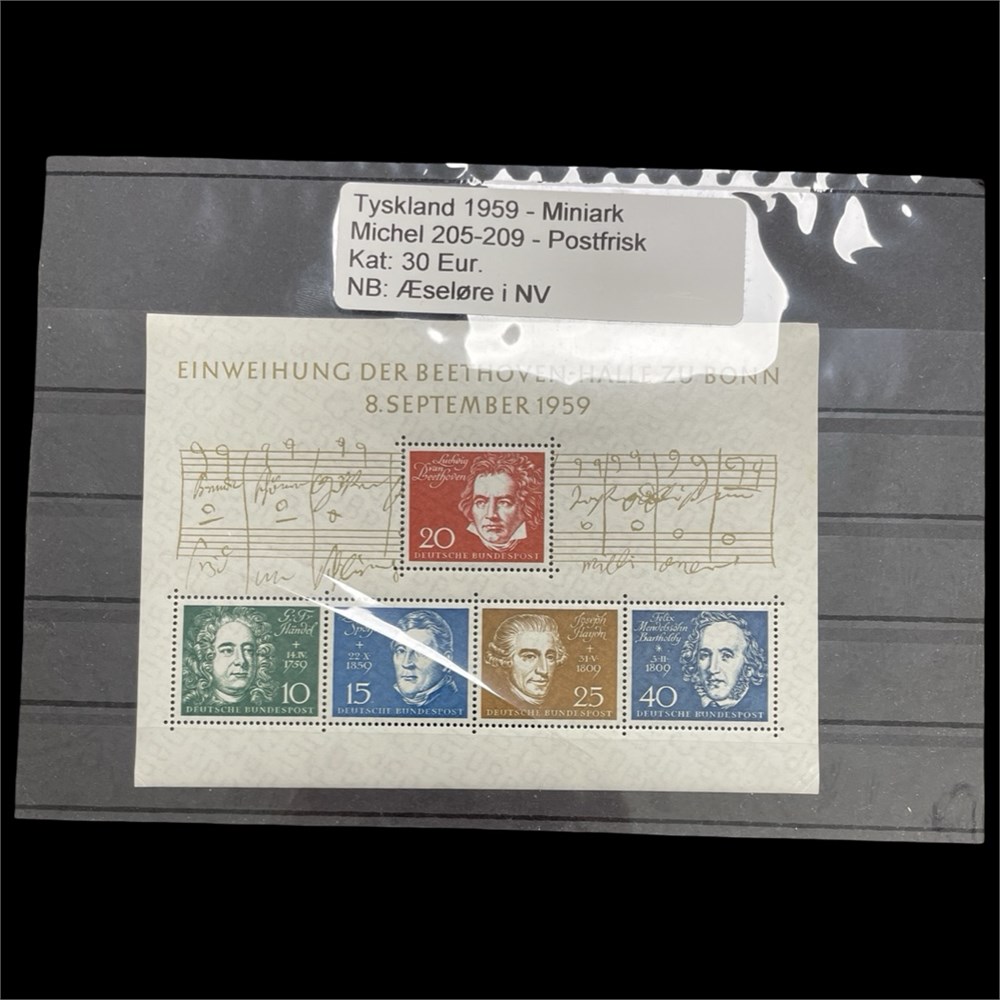 Tyskland 1959 - Miniark
Michel 205-209 - Postfrisk
Kat: 30 Eur.
NB: Æseløre i NV
EINWEIHUNG DER BEETHOVEN-HALLE ZU BONN
8. SEPTEMBER 1959
Ludwig
van
Beethoven
20
DEUTSCHE BUNDESPOST
G·F·
Händel
+
14·IV·
1759
10
DEUTSCHE BUNDESPOST
+
22·X
1859
15
DEUTSCHE BUNDESPOST
Joseph
Haydn
+
31·V·
1809
25
DEUTSCHE BUNDESPOST
Felix
Mendelssohn
Bartholdy
*
3·II·
1809
40
DEUTSCHE BUNDESPOST